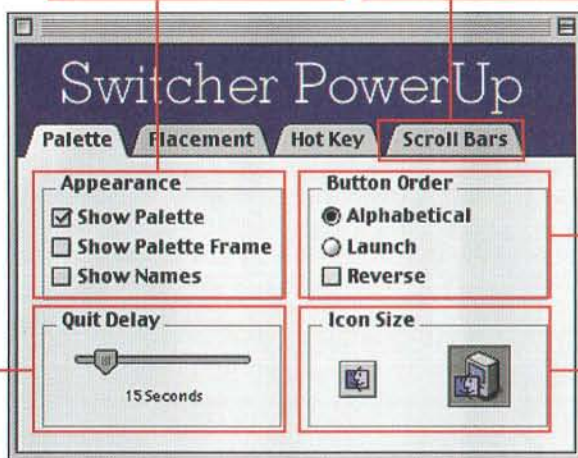 Switcher PowerUp
Palette Placement Hot Key Scroll Bars
Appearance
Show Palette
Show Palette Frame
Show Names
Button Order
Alphabetical
Launch
Reverse
Quit Delay
15 Seconds
Icon Size